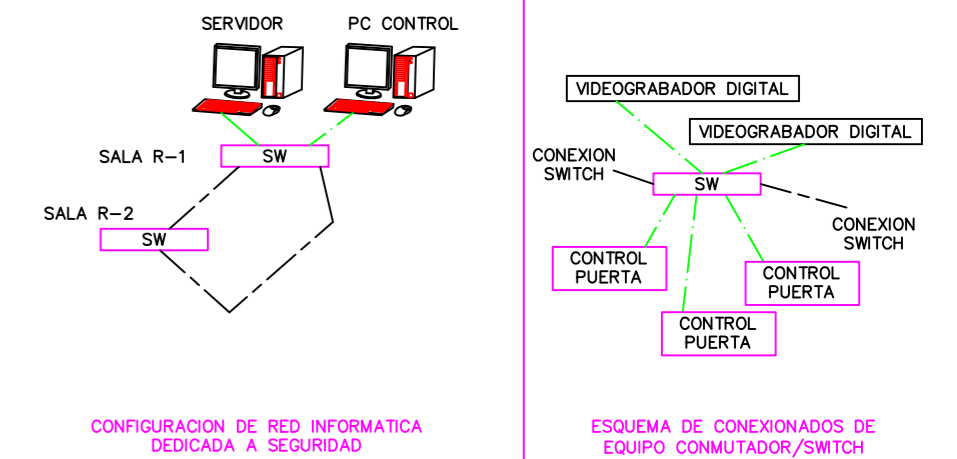 SERVIDOR
PC CONTROL
SALA R-1
SW
SALA R-2
SW
CONFIGURACION DE RED INFORMATICA
DEDICADA A SEGURIDAD
VIDEOGRABADOR DIGITAL
VIDEOGRABADOR DIGITAL
CONEXION
SWITCH
SW
CONEXION
SWITCH
CONTROL
PUERTA
CONTROL
PUERTA
CONTROL
PUERTA
ESQUEMA DE CONEXIONADOS DE
EQUIPO CONMUTADOR/SWITCH